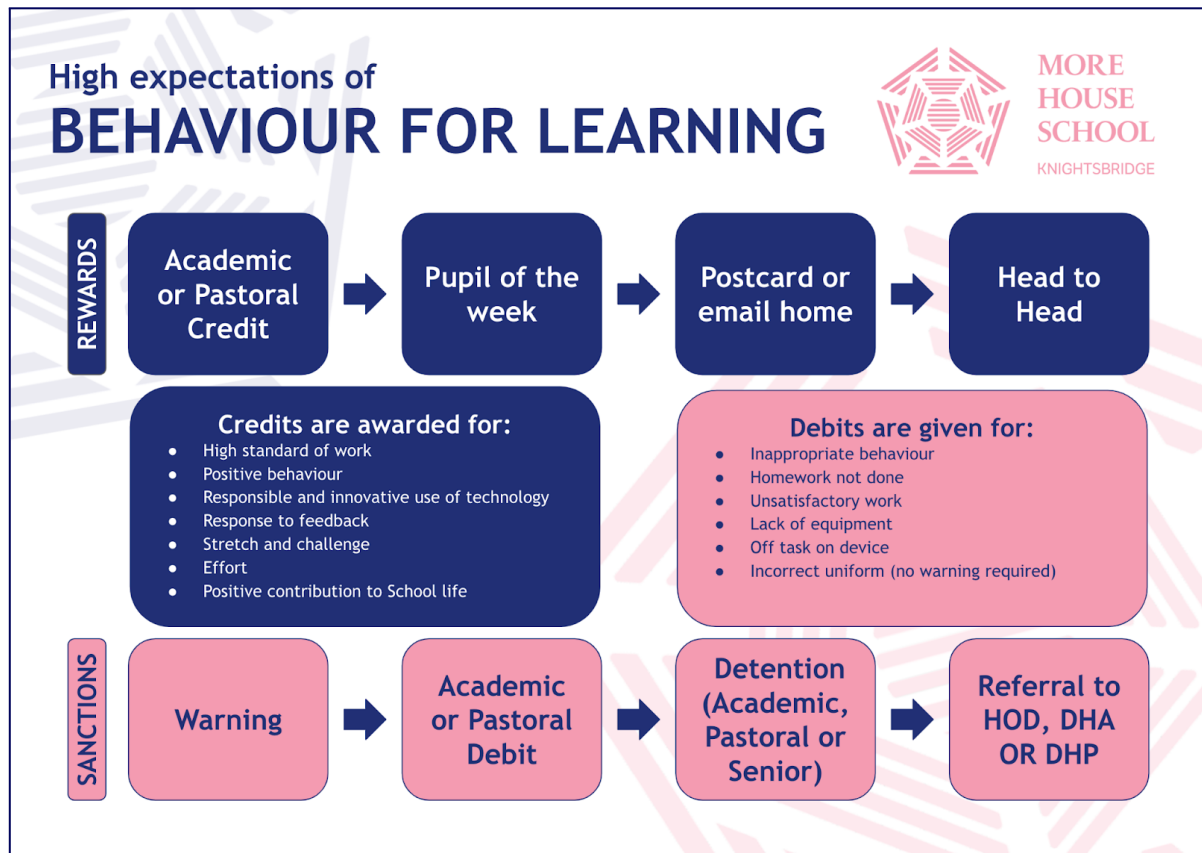 High expectations of
BEHAVIOUR FOR LEARNING
MORE
HOUSE
SCHOOL
KNIGHTSBRIDGE
REWARDS
Academic
or Pastoral
Credit
Pupil of the
week
Postcard or
email home
Head to
Head
Credits are awarded for:
● High standard of work
● Positive behaviour
● Responsible and innovative use of technology
● Response to feedback
● Stretch and challenge
● Effort
● Positive contribution to School life
Debits are given for:
● Inappropriate behaviour
● Homework not done
● Unsatisfactory work
● Lack of equipment
● Off task on device
● Incorrect uniform (no warning required)
SANCTIONS
Warning
Academic
or Pastoral
Debit
Detention
(Academic,
Pastoral or
Senior)
Referral to
HOD, DHA
OR DHP